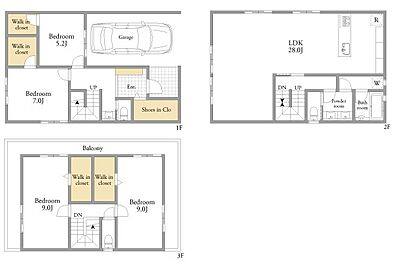 Walk in
closet
Bedroom
5.2J
Garage
Walk in
closet
Bedroom
7.0J
UP
Ent.
Shoes in Clo
1F
LDK
28.0J
R
W
DN
UP
Powder
room
Bath
room
2F
Balcony
Bedroom
9.0J
Walk in
closet
Walk in
closet
Bedroom
9.0J
DN
3F